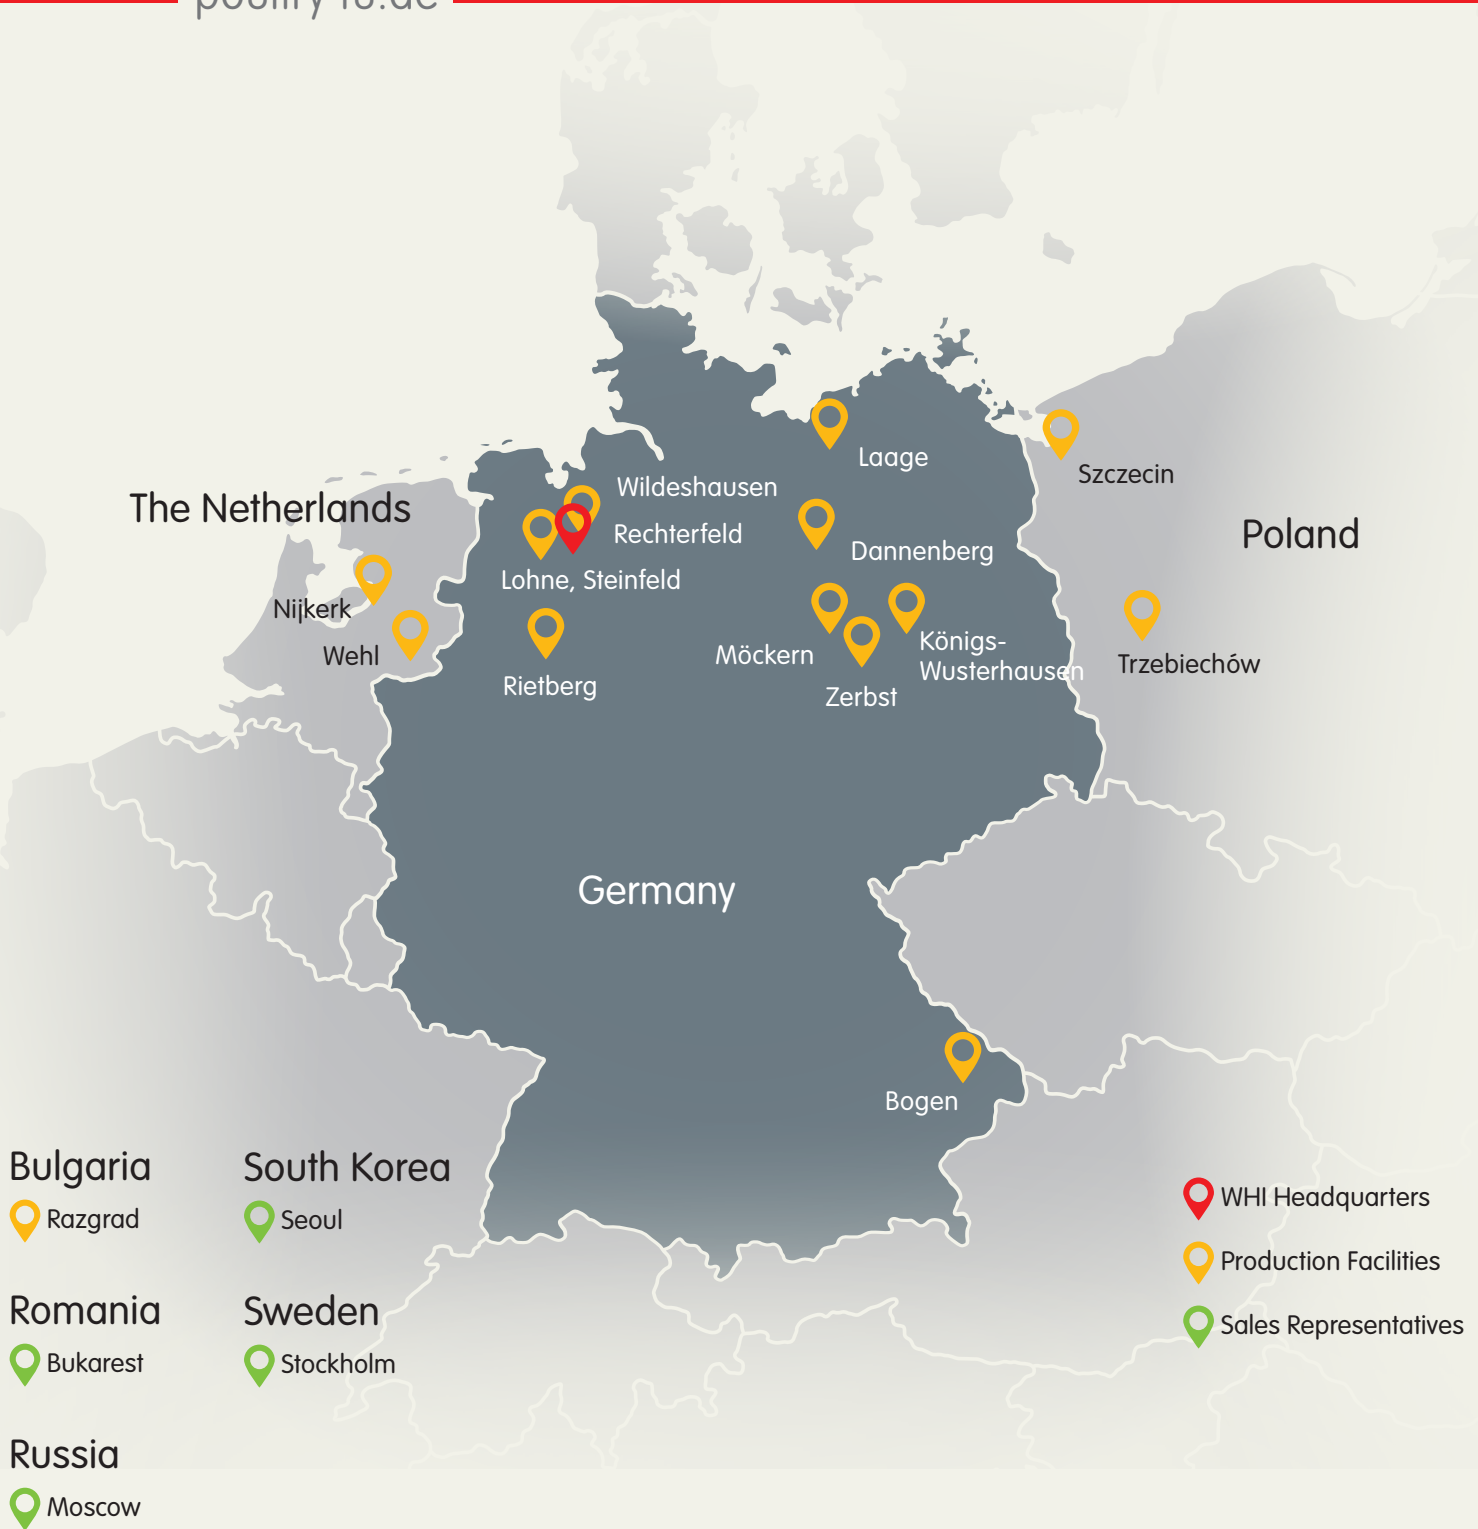 Laage
Szczecin
Wildeshausen
The Netherlands
Rechterfeld
Poland
Dannenberg
Lohne, Steinfeld
Nijkerk
Wehl
Möckern
Königs-
Wusterhausen
Trzebiechów
Rietberg
Zerbst
Germany
Bogen
Bulgaria
Razgrad
South Korea
Seoul
Romania
Bukarest
Sweden
Stockholm
Russia
Moscow
WHI Headquarters
Production Facilities
Sales Representatives